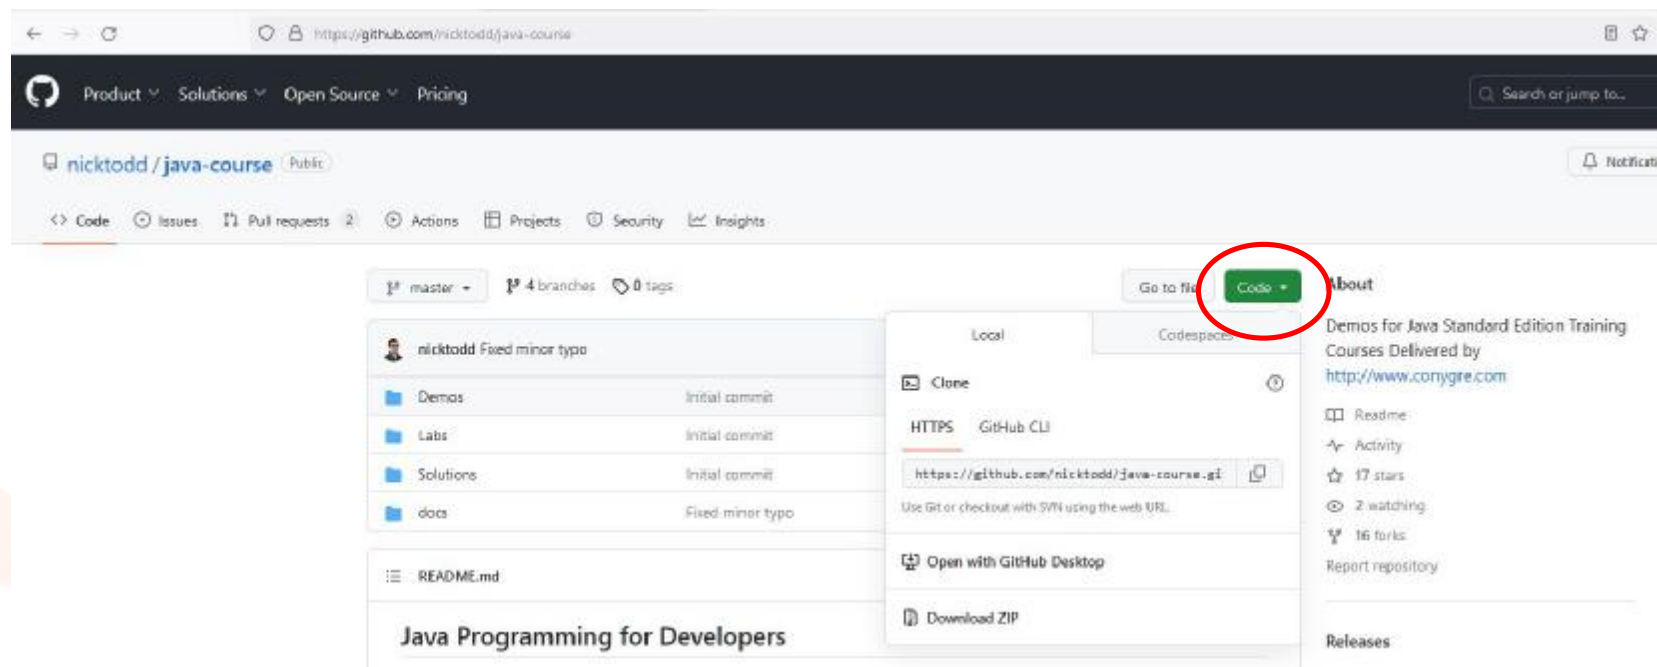 https://github.com/nicktodd/java-course
Product Solutions Open Source Pricing
Search or jump to...
nicktodd / java-course Public
Notificati
Code Issues Pull requests 2 Actions Projects Security Insights
master 4 branches 0 tags
Go to file Code
About
nicktodd Fixed minor typo
Demos Initial commit
Labs Initial commit
Solutions Initial commit
docs Fixed minor typo
README.md
Java Programming for Developers
Local Codespaces
Clone
HTTPS GitHub CLI
https://github.com/nicktodd/java-course.gi
Use Git or checkout with SVN using the web URL.
Open with GitHub Desktop
Download ZIP
Demos for Java Standard Edition Training
Courses Delivered by
http://www.conygre.com
Readme
Activity
17 stars
2 watching
16 forks
Report repository
Releases